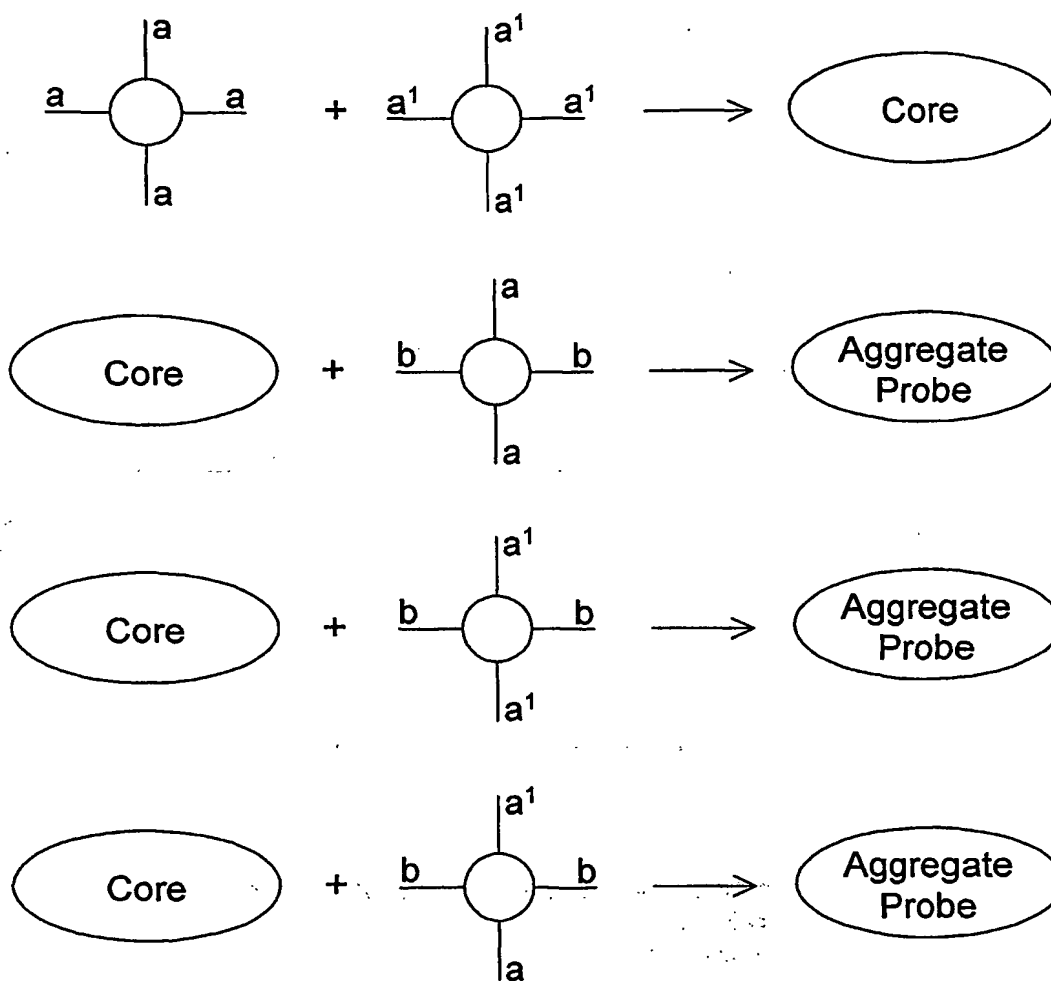 a a¹
a a + a¹ a¹ Core
a a¹
a
Core + b b Aggregate
Probe
a
a¹
Core + b b Aggregate
Probe
a¹
a¹
Core + b b Aggregate
Probe
a